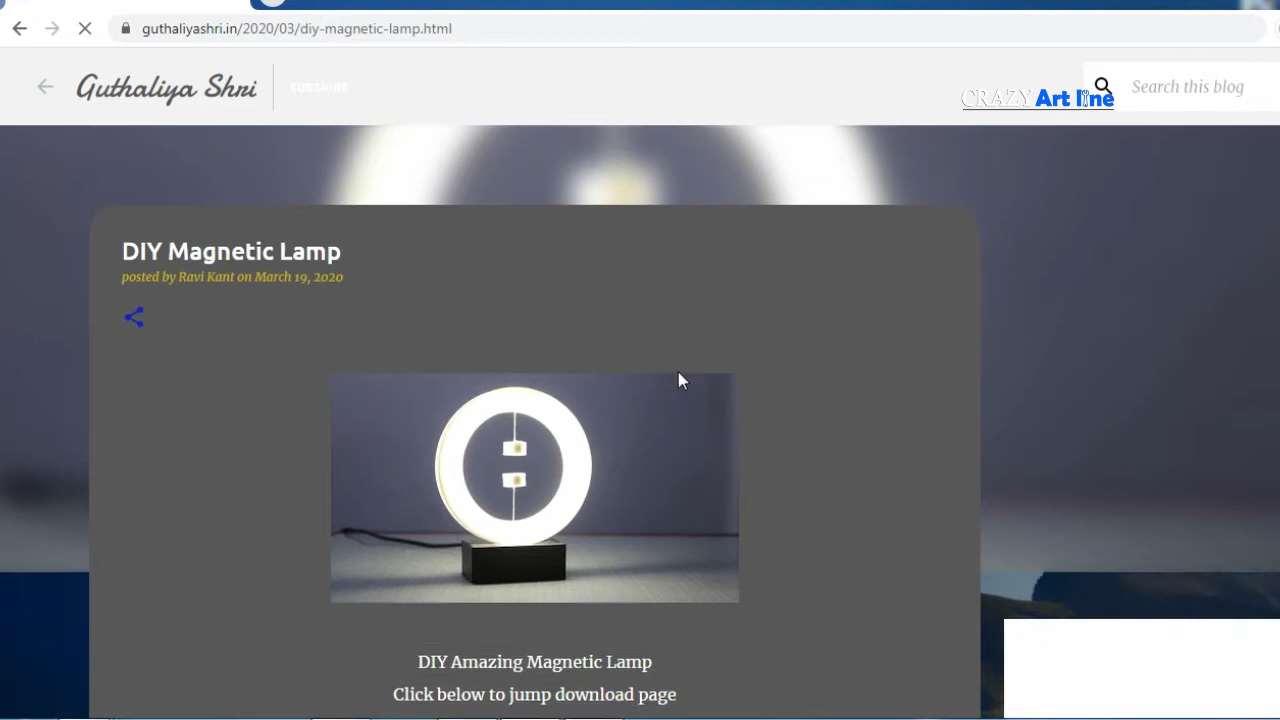 guthaliyashri.in/2020/03/diy-magnetic-lamp.html
Guthaliya Shri
CRAZY Art line
Search this blog
DIY Magnetic Lamp
posted by Ravi Kant on March 19, 2020
DIY Amazing Magnetic Lamp
Click below to jump download page